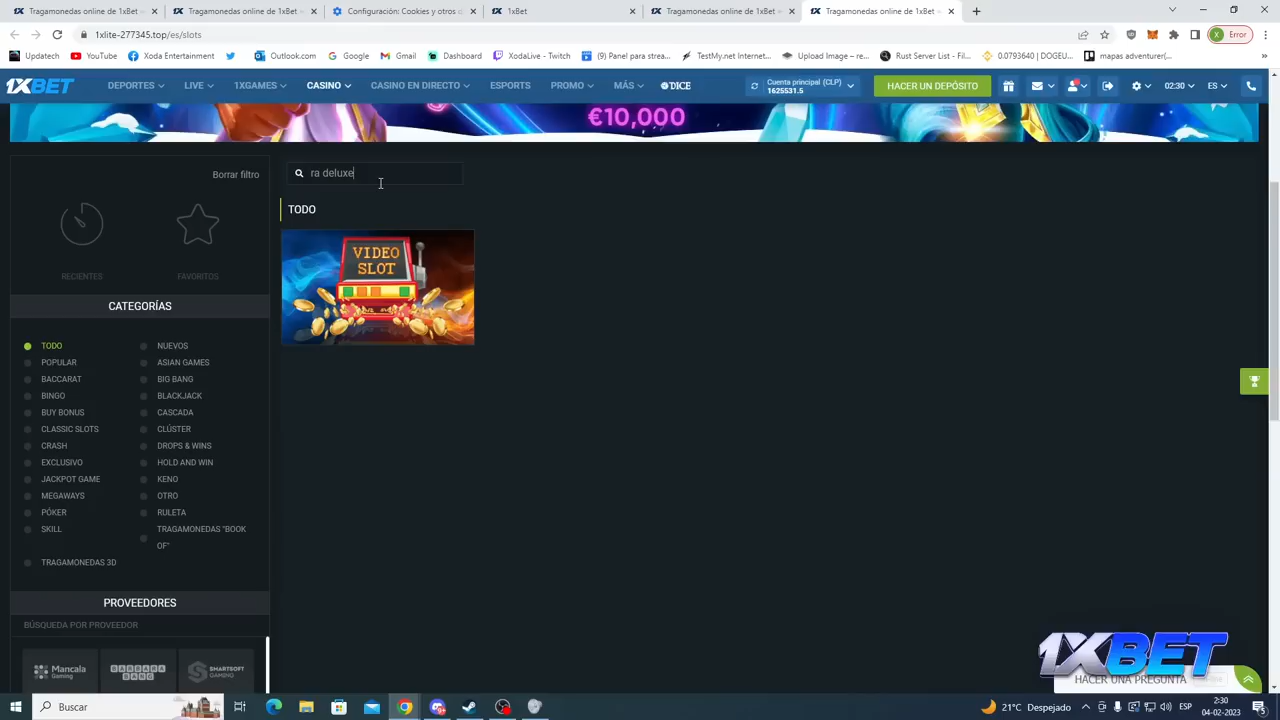 Tragamonedas online de 1xBet –
Tragamonedas online de 1xBet –
Configuración: Cookies y otros d
1xBet
Tragamonedas online de 1xBet –
Tragamonedas online de 1xBet –
1xlite-277345.top/es/slots
Error
Updatech
YouTube
Xoda Entertainment
Outlook.com
Google
Gmail
Dashboard
XodaLive - Twitch
(9) Panel para strea...
TestMy.net Internet...
Upload Image – re...
Rust Server List - Fil...
0.0793640 | DOGEU...
mapas adventurer(...
1XBET
DEPORTES
LIVE
1XGAMES
CASINO
CASINO EN DIRECTO
ESPORTS
PROMO
MÁS
DICE
Cuenta principal (CLP)
1625531.5
HACER UN DEPÓSITO
02:30
ES
€10,000
Borrar filtro
ra deluxe
TODO
VIDEO
SLOT
RECIENTES
FAVORITOS
CATEGORÍAS
TODO
NUEVOS
POPULAR
ASIAN GAMES
BACCARAT
BIG BANG
BINGO
BLACKJACK
BUY BONUS
CASCADA
CLASSIC SLOTS
CLÚSTER
CRASH
DROPS & WINS
EXCLUSIVO
HOLD AND WIN
JACKPOT GAME
KENO
MEGAWAYS
OTRO
PÓKER
RULETA
SKILL
TRAGAMONEDAS "BOOK
OF"
TRAGAMONEDAS 3D
PROVEEDORES
BÚSQUEDA POR PROVEEDOR
Mancala
Gaming
BARBARA
BANG
SMARTSOFT
GAMING
1XBET
HACER UNA PREGUNTA
Buscar
21°C Despejado
ESP
2:30
04-02-2023
5